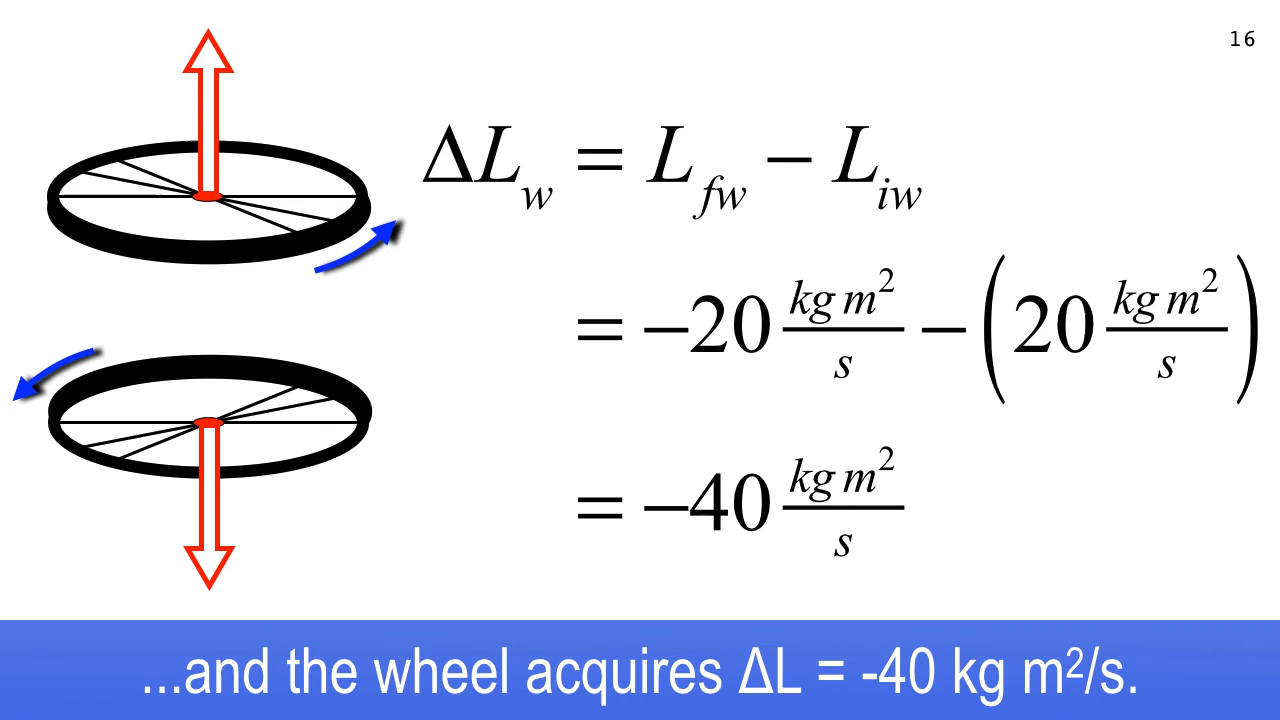 16
ΔL_w = L_fw − L_iw
= −20 kg m²/s − (20 kg m²/s)
= −40 kg m²/s
...and the wheel acquires ΔL = -40 kg m²/s.